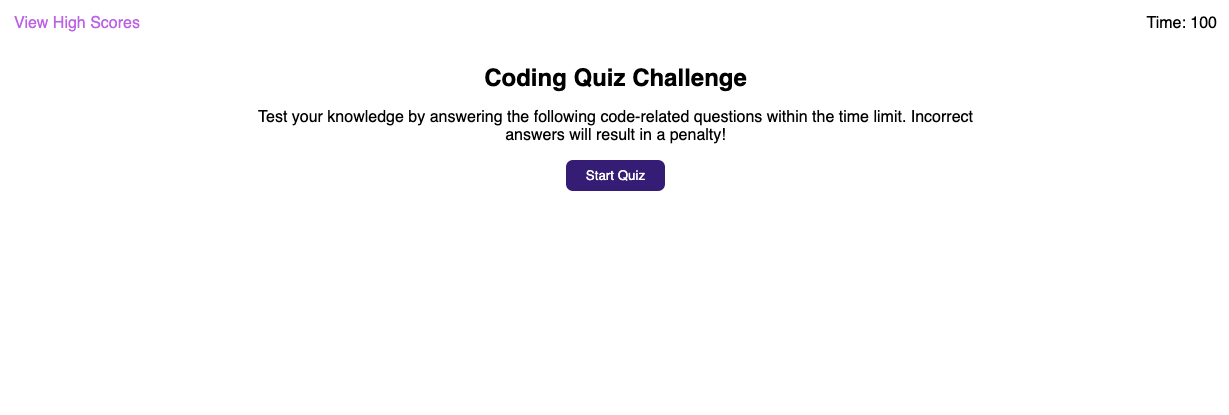 View High Scores
Time: 100
Coding Quiz Challenge
Test your knowledge by answering the following code-related questions within the time limit. Incorrect
answers will result in a penalty!
Start Quiz